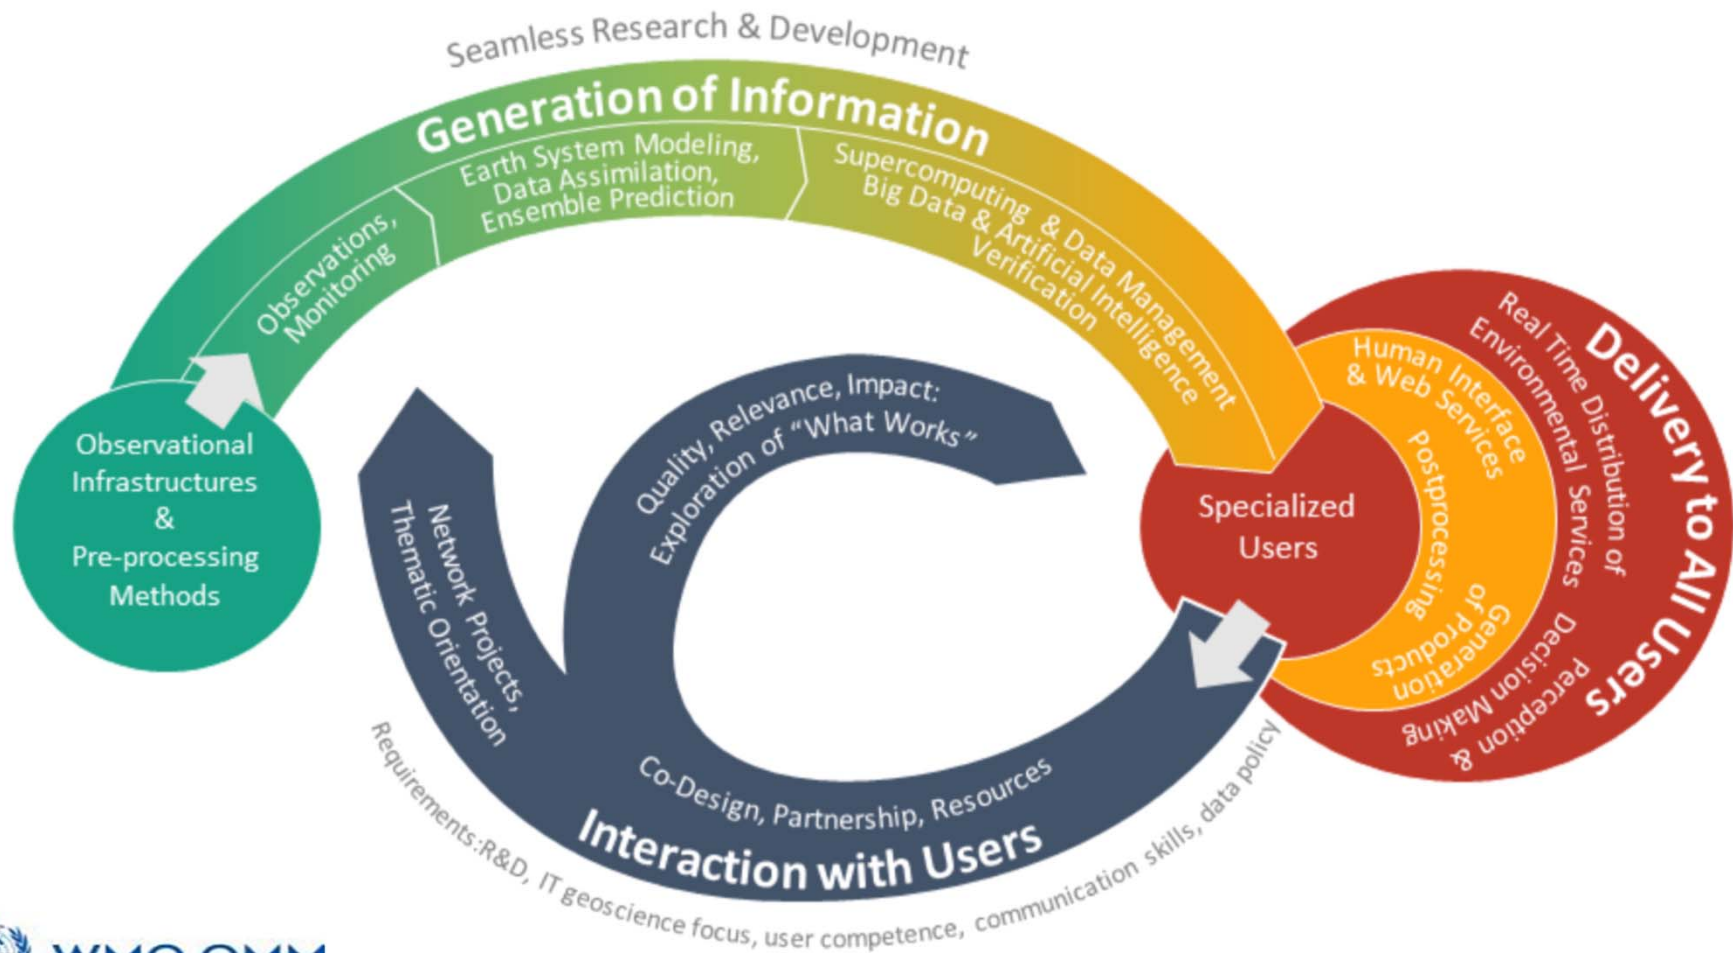 Seamless Research & Development
Generation of Information
Observations,
Monitoring
Earth System Modeling,
Data Assimilation,
Ensemble Prediction
Supercomputing & Data Management
Big Data & Artificial Intelligence
Verification
Observational
Infrastructures
&
Pre-processing
Methods
Quality, Relevance, Impact:
Exploration of “What Works”
Network Projects,
Thematic Orientation
Co-Design, Partnership, Resources
Interaction with Users
Requirements:R&D, IT geoscience focus, user competence, communication skills, data policy
Specialized
Users
Human Interface
& Web Services
Postprocessing
Generation
of Products
Real Time Distribution of
Environmental Services
Decision Making
Perception &
Delivery to All Users
WMO OMM